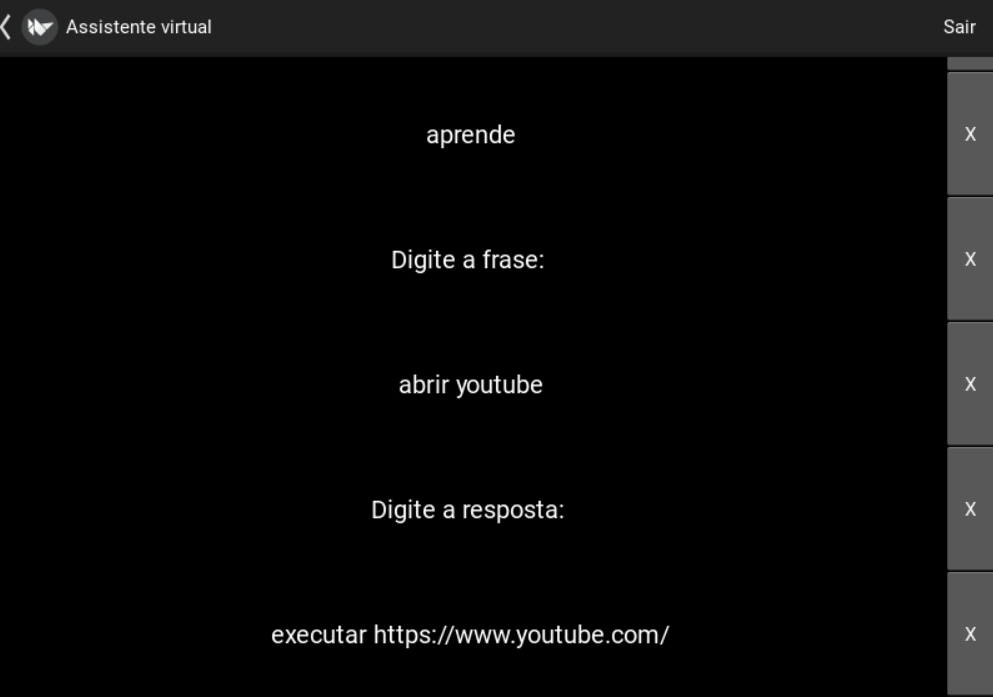 Assistente virtual
Sair
aprende
X
Digite a frase:
X
abrir youtube
X
Digite a resposta:
X
executar https://www.youtube.com/
X